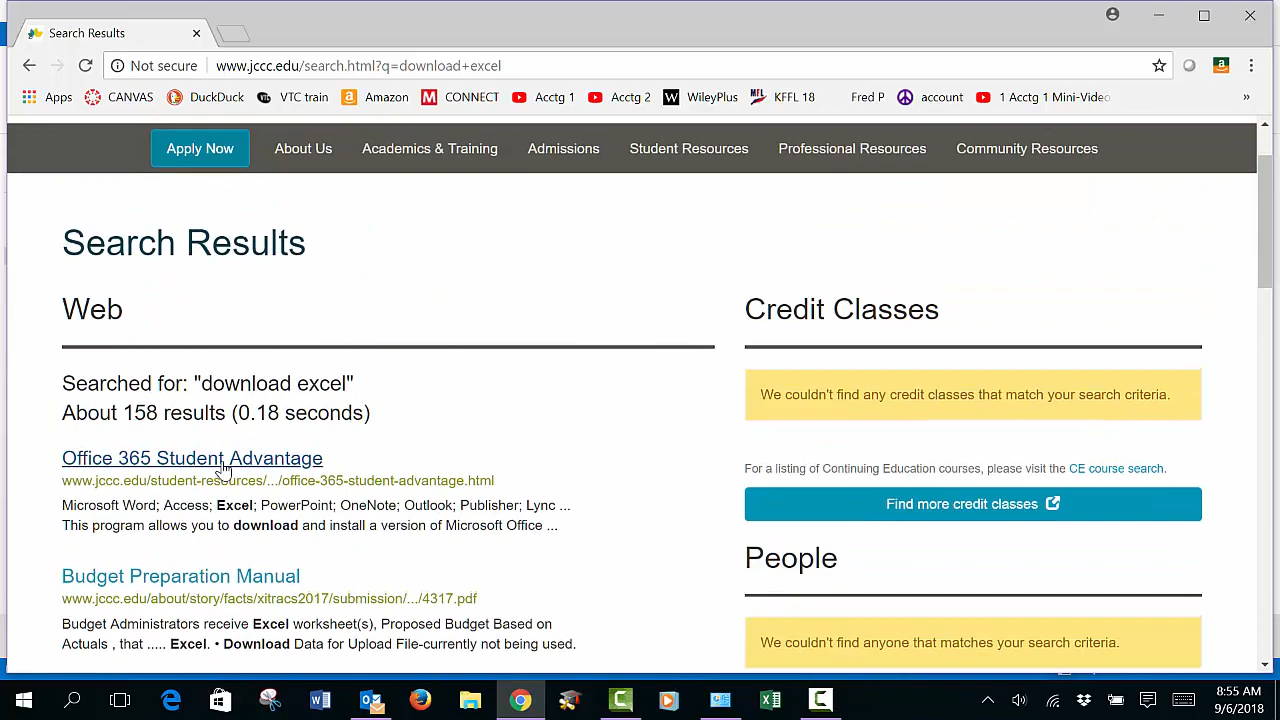 Search Results
Not secure www.jccc.edu/search.html?q=download+excel
Apps CANVAS DuckDuck VTC train Amazon CONNECT Acctg 1 Acctg 2 WileyPlus KFFL 18 Fred P account 1 Acctg 1 Mini-Video »
Apply Now About Us Academics & Training Admissions Student Resources Professional Resources Community Resources
Search Results
Web
Searched for: "download excel"
About 158 results (0.18 seconds)
Office 365 Student Advantage
www.jccc.edu/student-resources/.../office-365-student-advantage.html
Microsoft Word; Access; Excel; PowerPoint; OneNote; Outlook; Publisher; Lync ...
This program allows you to download and install a version of Microsoft Office ...
Budget Preparation Manual
www.jccc.edu/about/story/facts/xitracs2017/submission/.../4317.pdf
Budget Administrators receive Excel worksheet(s), Proposed Budget Based on
Actuals , that ..... Excel. • Download Data for Upload File-currently not being used.
Credit Classes
We couldn't find any credit classes that match your search criteria.
For a listing of Continuing Education courses, please visit the CE course search.
Find more credit classes
People
We couldn't find anyone that matches your search criteria.
8:55 AM
9/6/2018